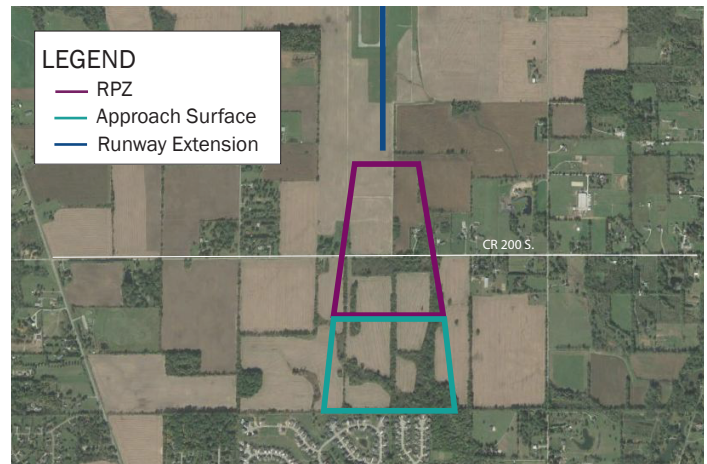 LEGEND
RPZ
Approach Surface
Runway Extension
CR 200 S.